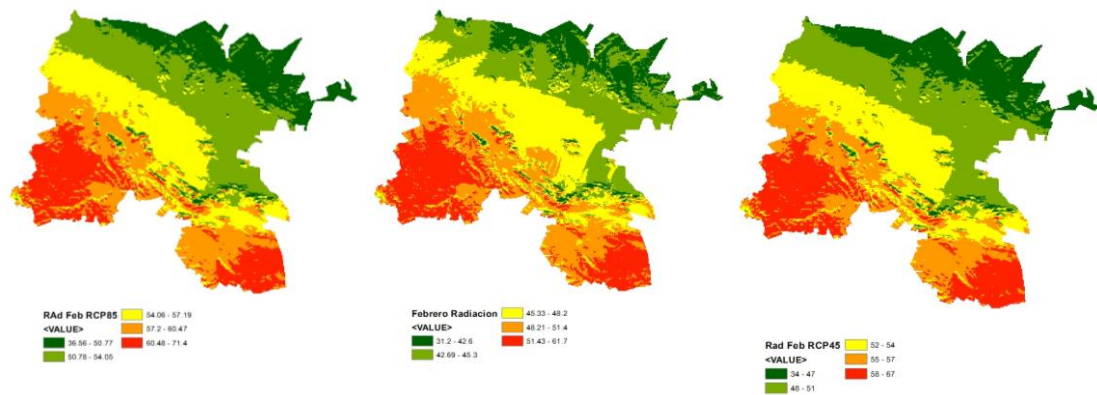 RAd Feb RCP85
<VALUE>
36.56 - 50.77
50.78 - 54.05
54.06 - 57.19
57.2 - 60.47
60.48 - 71.4
Febrero Radiacion
<VALUE>
31.2 - 42.6
42.69 - 45.3
45.33 - 48.2
48.21 - 51.4
51.43 - 61.7
Rad Feb RCP45
<VALUE>
34 - 47
48 - 51
52 - 54
55 - 57
58 - 67